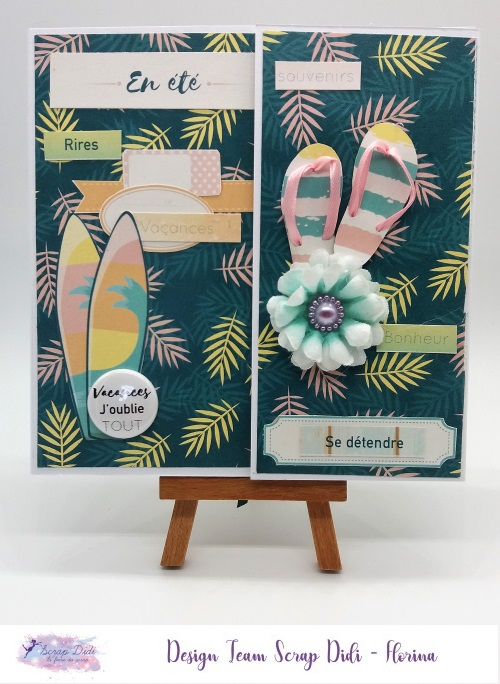 En été
souvenirs
Rires
Vacances
Bonheur
Vacances
J'oublie
TOUT
Se détendre
Scrap Didi
Design Team Scrap Didi - Florina